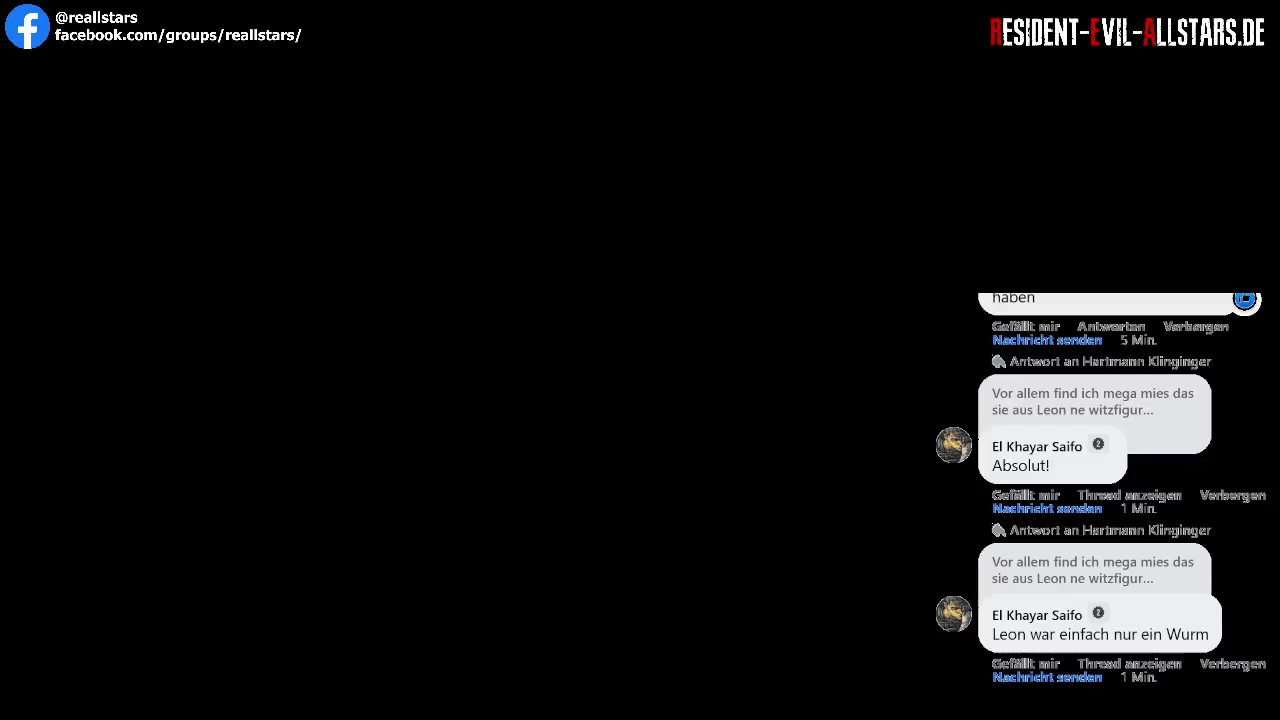 @reallstars
facebook.com/groups/reallstars/
RESIDENT-EVIL-ALLSTARS.DE
haben
Gefällt mir Antworten Verbergen
Nachricht senden 5 Min.
Antwort an Hartmann Klinginger
Vor allem find ich mega mies das
sie aus Leon ne witzfigur...
El Khayar Saifo 2
Absolut!
Gefällt mir Thread anzeigen Verbergen
Nachricht senden 1 Min.
Antwort an Hartmann Klinginger
Vor allem find ich mega mies das
sie aus Leon ne witzfigur...
El Khayar Saifo 2
Leon war einfach nur ein Wurm
Gefällt mir Thread anzeigen Verbergen
Nachricht senden 1 Min.